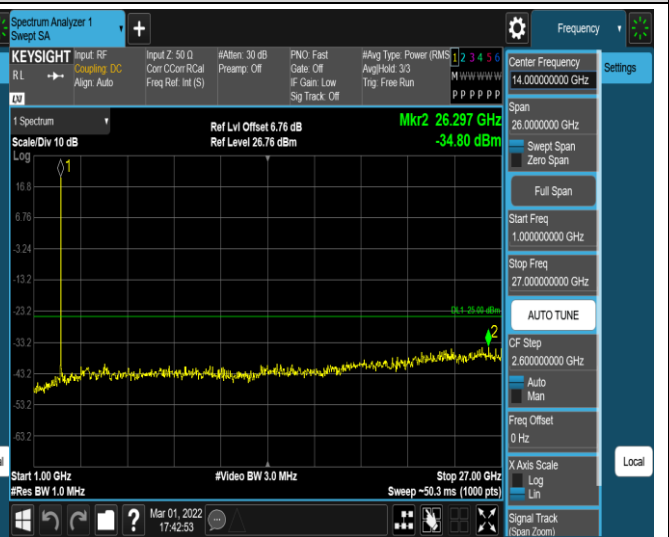 Spectrum Analyzer 1
Swept SA
+
Frequency
KEYSIGHT
RL
LXI
Input: RF
Coupling: DC
Align: Auto
Input Z: 50 Ω
Corr CCorr RCal
Freq Ref: Int (S)
#Atten: 30 dB
Preamp: Off
PNO: Fast
Gate: Off
IF Gain: Low
Sig Track: Off
#Avg Type: Power (RMS
Avg|Hold: 3/3
Trig: Free Run
1 2 3 4 5 6
M W W W W W
P P P P P P
Settings
1 Spectrum
Scale/Div 10 dB
Log
Ref Lvl Offset 6.76 dB
Ref Level 26.76 dBm
Mkr2 26.297 GHz
-34.80 dBm
1
16.8
6.76
-3.24
-13.2
-23.2
-33.2
-43.2
-53.2
-63.2
DL1 -25.00 dBm
2
Start 1.00 GHz
#Res BW 1.0 MHz
#Video BW 3.0 MHz
Stop 27.00 GHz
Sweep ~50.3 ms (1000 pts)
Center Frequency
14.000000000 GHz
Span
26.0000000 GHz
Swept Span
Zero Span
Full Span
Start Freq
1.000000000 GHz
Stop Freq
27.000000000 GHz
AUTO TUNE
CF Step
2.600000000 GHz
Auto
Man
Freq Offset
0 Hz
X Axis Scale
Log
Lin
Signal Track
(Span Zoom)
Local
?
Mar 01, 2022
17:42:53